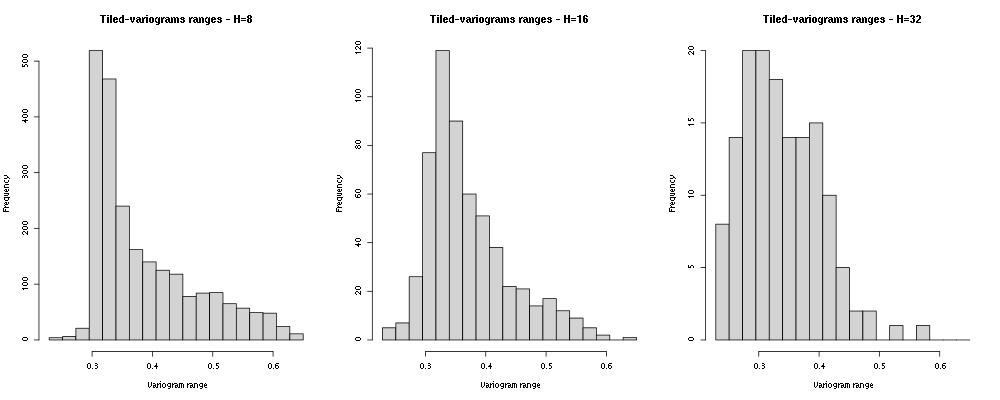 Tiled-variograms ranges - H=8
Frequency
500
400
300
200
100
0
0.3 0.4 0.5 0.6
Variogram range
Tiled-variograms ranges - H=16
Frequency
120
100
80
60
40
20
0
0.3 0.4 0.5 0.6
Variogram range
Tiled-variograms ranges - H=32
Frequency
20
15
10
5
0
0.3 0.4 0.5 0.6
Variogram range